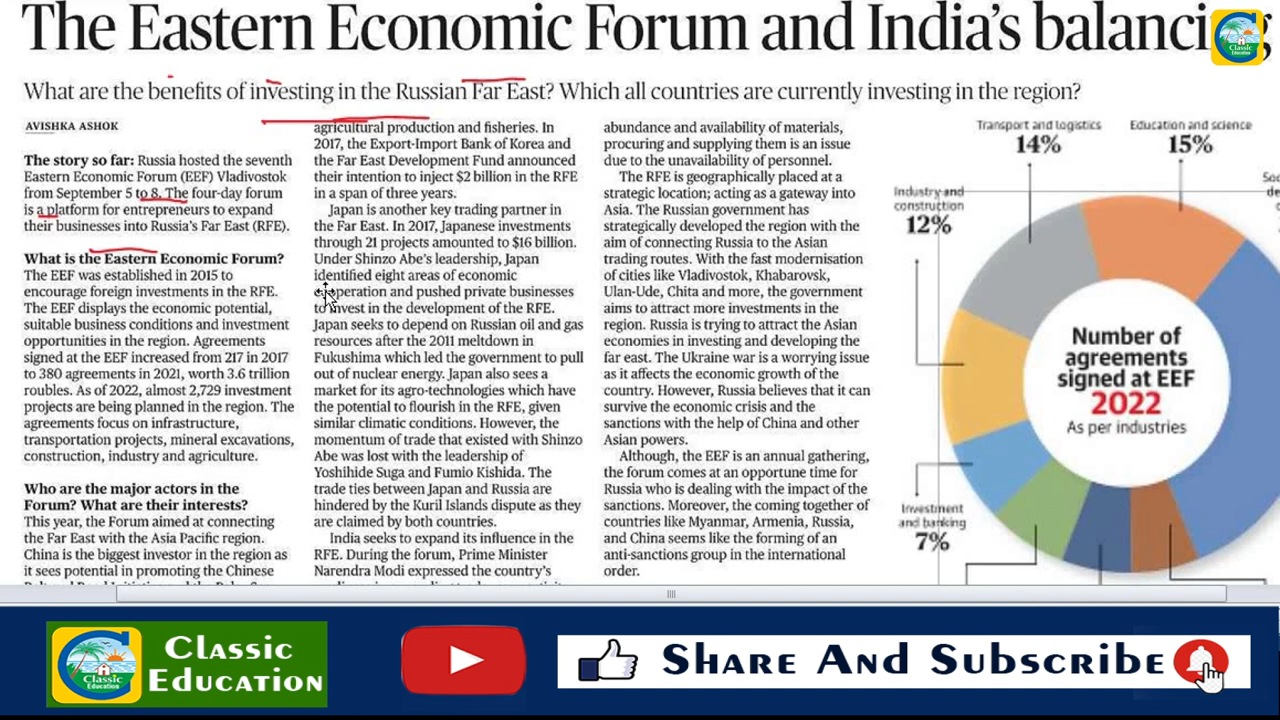 The Eastern Economic Forum and India's balancing
Classic
Education
What are the benefits of investing in the Russian Far East? Which all countries are currently investing in the region?
AVISHKA ASHOK
The story so far: Russia hosted the seventh
Eastern Economic Forum (EEF) Vladivostok
from September 5 to 8. The four-day forum
is a platform for entrepreneurs to expand
their businesses into Russia's Far East (RFE).
What is the Eastern Economic Forum?
The EEF was established in 2015 to
encourage foreign investments in the RFE.
The EEF displays the economic potential,
suitable business conditions and investment
opportunities in the region. Agreements
signed at the EEF increased from 217 in 2017
to 380 agreements in 2021, worth 3.6 trillion
roubles. As of 2022, almost 2,729 investment
projects are being planned in the region. The
agreements focus on infrastructure,
transportation projects, mineral excavations,
construction, industry and agriculture.
Who are the major actors in the
Forum? What are their interests?
This year, the Forum aimed at connecting
the Far East with the Asia Pacific region.
China is the biggest investor in the region as
it sees potential in promoting the Chinese
agricultural production and fisheries. In
2017, the Export-Import Bank of Korea and
the Far East Development Fund announced
their intention to inject $2 billion in the RFE
in a span of three years.
Japan is another key trading partner in
the Far East. In 2017, Japanese investments
through 21 projects amounted to $16 billion.
Under Shinzo Abe's leadership, Japan
identified eight areas of economic
cooperation and pushed private businesses
to invest in the development of the RFE.
Japan seeks to depend on Russian oil and gas
resources after the 2011 meltdown in
Fukushima which led the government to pull
out of nuclear energy. Japan also sees a
market for its agro-technologies which have
the potential to flourish in the RFE, given
similar climatic conditions. However, the
momentum of trade that existed with Shinzo
Abe was lost with the leadership of
Yoshihide Suga and Fumio Kishida. The
trade ties between Japan and Russia are
hindered by the Kuril Islands dispute as they
are claimed by both countries.
India seeks to expand its influence in the
RFE. During the forum, Prime Minister
Narendra Modi expressed the country's
abundance and availability of materials,
procuring and supplying them is an issue
due to the unavailability of personnel.
The RFE is geographically placed at a
strategic location; acting as a gateway into
Asia. The Russian government has
strategically developed the region with the
aim of connecting Russia to the Asian
trading routes. With the fast modernisation
of cities like Vladivostok, Khabarovsk,
Ulan-Ude, Chita and more, the government
aims to attract more investments in the
region. Russia is trying to attract the Asian
economies in investing and developing the
far east. The Ukraine war is a worrying issue
as it affects the economic growth of the
country. However, Russia believes that it can
survive the economic crisis and the
sanctions with the help of China and other
Asian powers.
Although, the EEF is an annual gathering,
the forum comes at an opportune time for
Russia who is dealing with the impact of the
sanctions. Moreover, the coming together of
countries like Myanmar, Armenia, Russia,
and China seems like the forming of an
anti-sanctions group in the international
order.
Transport and logistics
14%
Education and science
15%
Industry and
construction
12%
Number of
agreements
signed at EEF
2022
As per industries
Investment
and banking
7%
Classic
Education
Classic
Education
Share And Subscribe